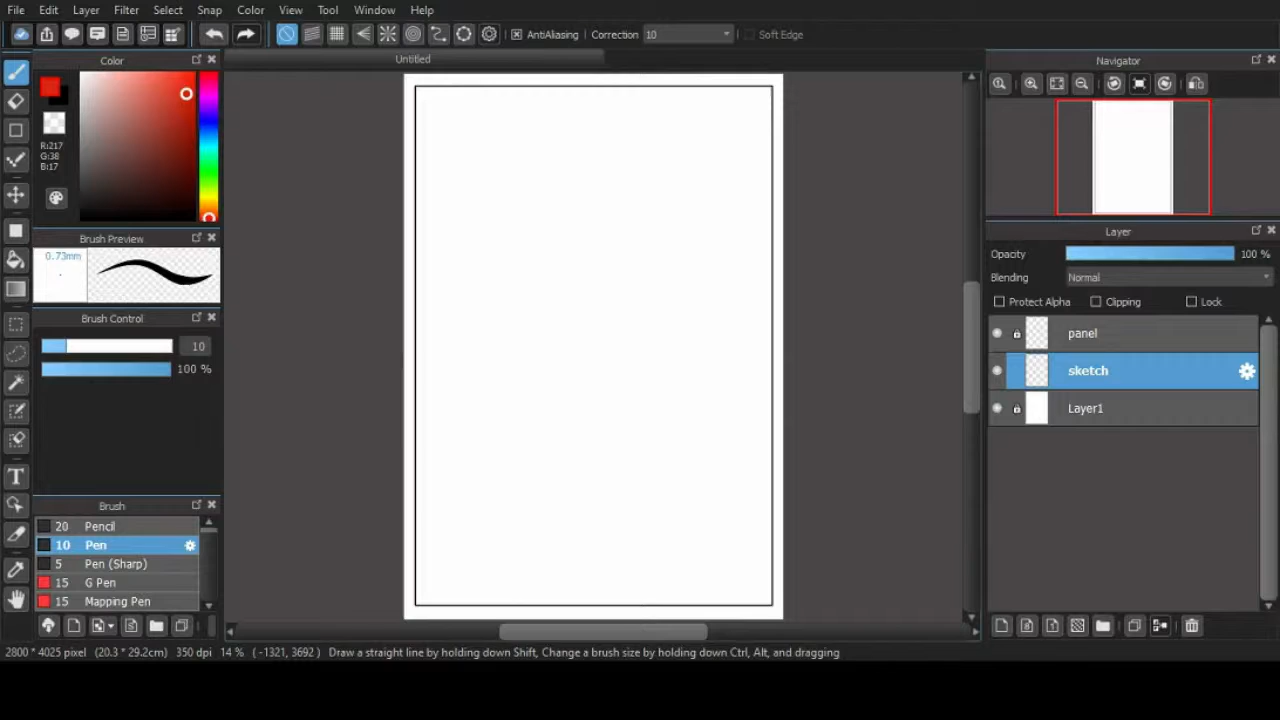 File Edit Layer Filter Select Snap Color View Tool Window Help
AntiAliasing Correction 10 Soft Edge
Color
Untitled
Navigator
R:217
G:38
B:17
Brush Preview
0.73mm
Brush Control
10
100 %
Layer
Opacity 100 %
Blending Normal
Protect Alpha Clipping Lock
panel
sketch
Layer1
Brush
20 Pencil
10 Pen
5 Pen (Sharp)
15 G Pen
15 Mapping Pen
2800 * 4025 pixel (20.3 * 29.2cm) 350 dpi 14 % ( -1321, 3692 ) Draw a straight line by holding down Shift, Change a brush size by holding down Ctrl, Alt, and dragging